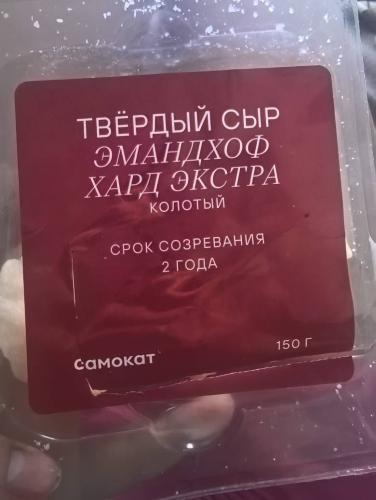 ТВЁРДЫЙ СЫР
ЭМАНДХОФ
ХАРД ЭКСТРА
КОЛОТЫЙ
СРОК СОЗРЕВАНИЯ
2 ГОДА
150 Г
самокат